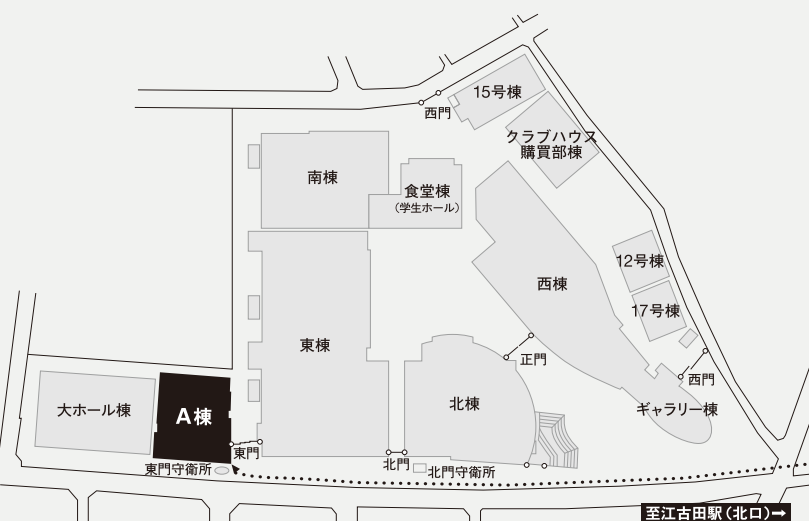 15号棟
西門
クラブハウス
購買部棟
南棟
食堂棟
(学生ホール)
12号棟
西棟
17号棟
東棟
正門
西門
北棟
ギャラリー棟
大ホール棟
A棟
東門
北門
東門守衛所
北門守衛所
至江古田駅(北口)➡